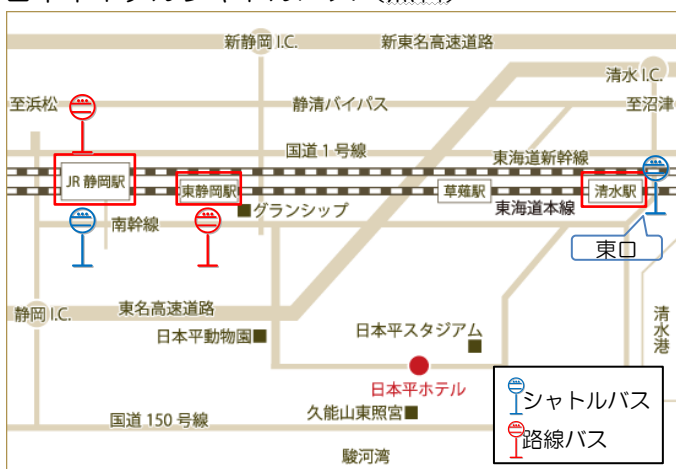 新静岡I.C.
新東名高速道路
清水I.C.
至浜松
静清バイパス
至沼津
国道1号線
東海道新幹線
JR 静岡駅
東静岡駅
草薙駅
清水駅
グランシップ
東海道本線
南幹線
東口
静岡I.C.
東名高速道路
日本平動物園
日本平スタジアム
清水港
日本平ホテル
シャトルバス
久能山東照宮
国道150号線
路線バス
駿河湾